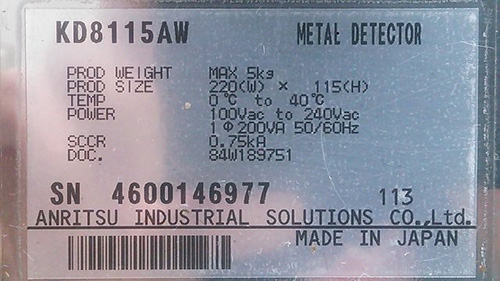 KD8115AW METAL DETECTOR
PROD WEIGHT MAX 5kg
PROD SIZE 220(W) × 115(H)
TEMP 0℃ to 40℃
POWER 100Vac to 240Vac
1Φ200VA 50/60Hz
SCCR 0.75kA
DOC. 84W189751
SN 4600146977 113
ANRITSU INDUSTRIAL SOLUTIONS CO.,Ltd.
MADE IN JAPAN